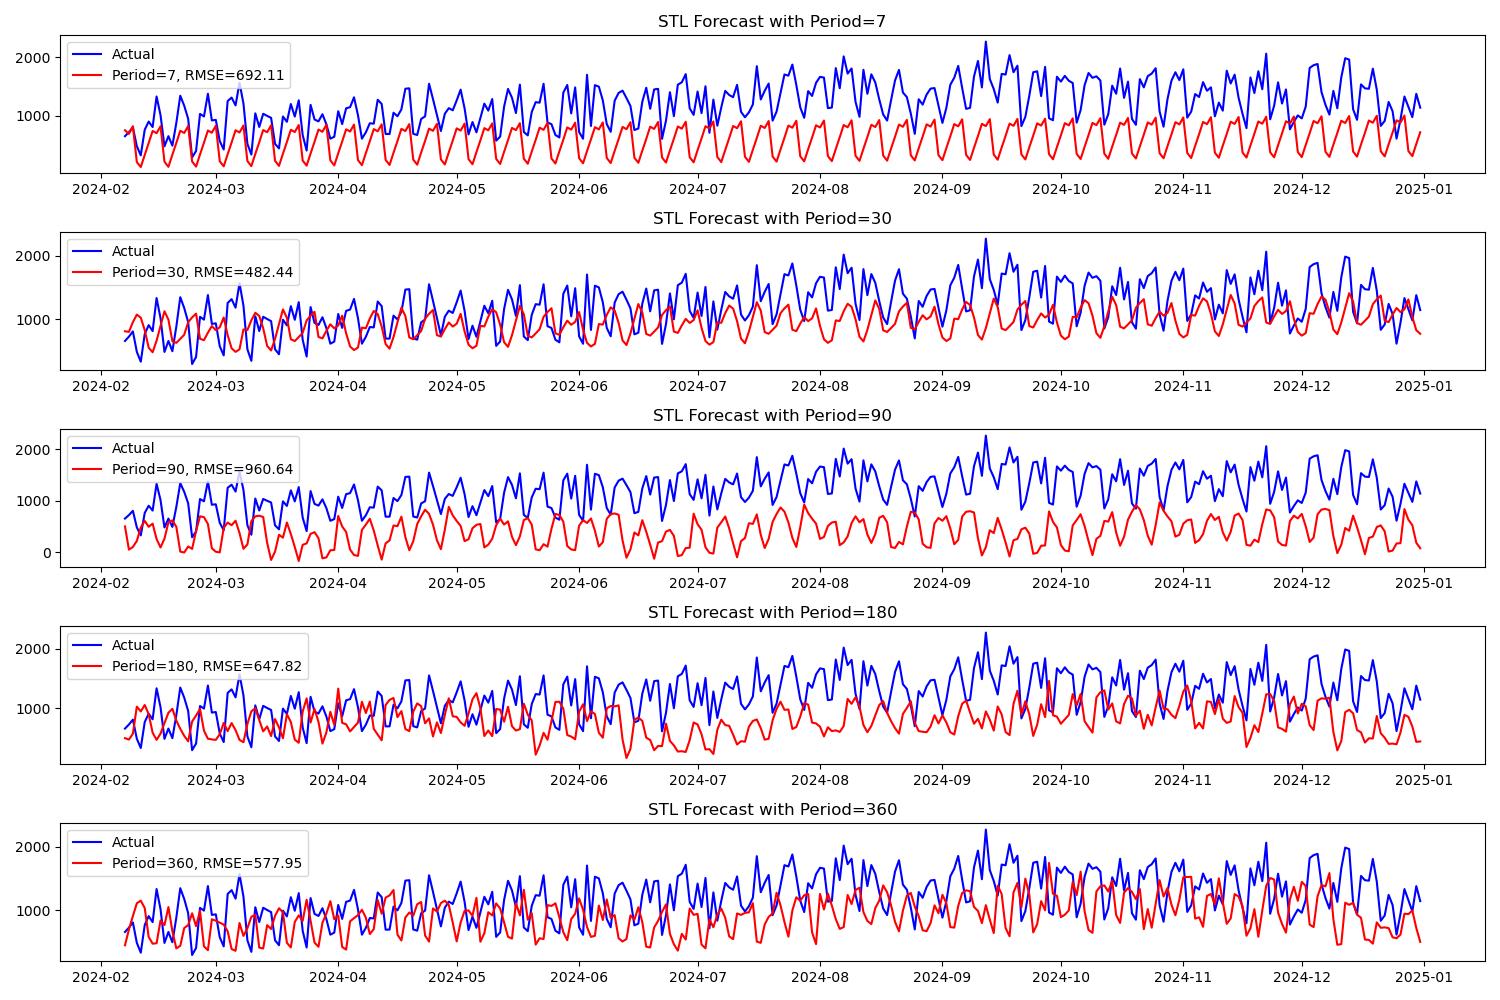 STL Forecast with Period=7
Actual
Period=7, RMSE=692.11
2000
1000
2024-02 2024-03 2024-04 2024-05 2024-06 2024-07 2024-08 2024-09 2024-10 2024-11 2024-12 2025-01
STL Forecast with Period=30
Actual
Period=30, RMSE=482.44
2000
1000
2024-02 2024-03 2024-04 2024-05 2024-06 2024-07 2024-08 2024-09 2024-10 2024-11 2024-12 2025-01
STL Forecast with Period=90
Actual
Period=90, RMSE=960.64
2000
1000
0
2024-02 2024-03 2024-04 2024-05 2024-06 2024-07 2024-08 2024-09 2024-10 2024-11 2024-12 2025-01
STL Forecast with Period=180
Actual
Period=180, RMSE=647.82
2000
1000
2024-02 2024-03 2024-04 2024-05 2024-06 2024-07 2024-08 2024-09 2024-10 2024-11 2024-12 2025-01
STL Forecast with Period=360
Actual
Period=360, RMSE=577.95
2000
1000
2024-02 2024-03 2024-04 2024-05 2024-06 2024-07 2024-08 2024-09 2024-10 2024-11 2024-12 2025-01